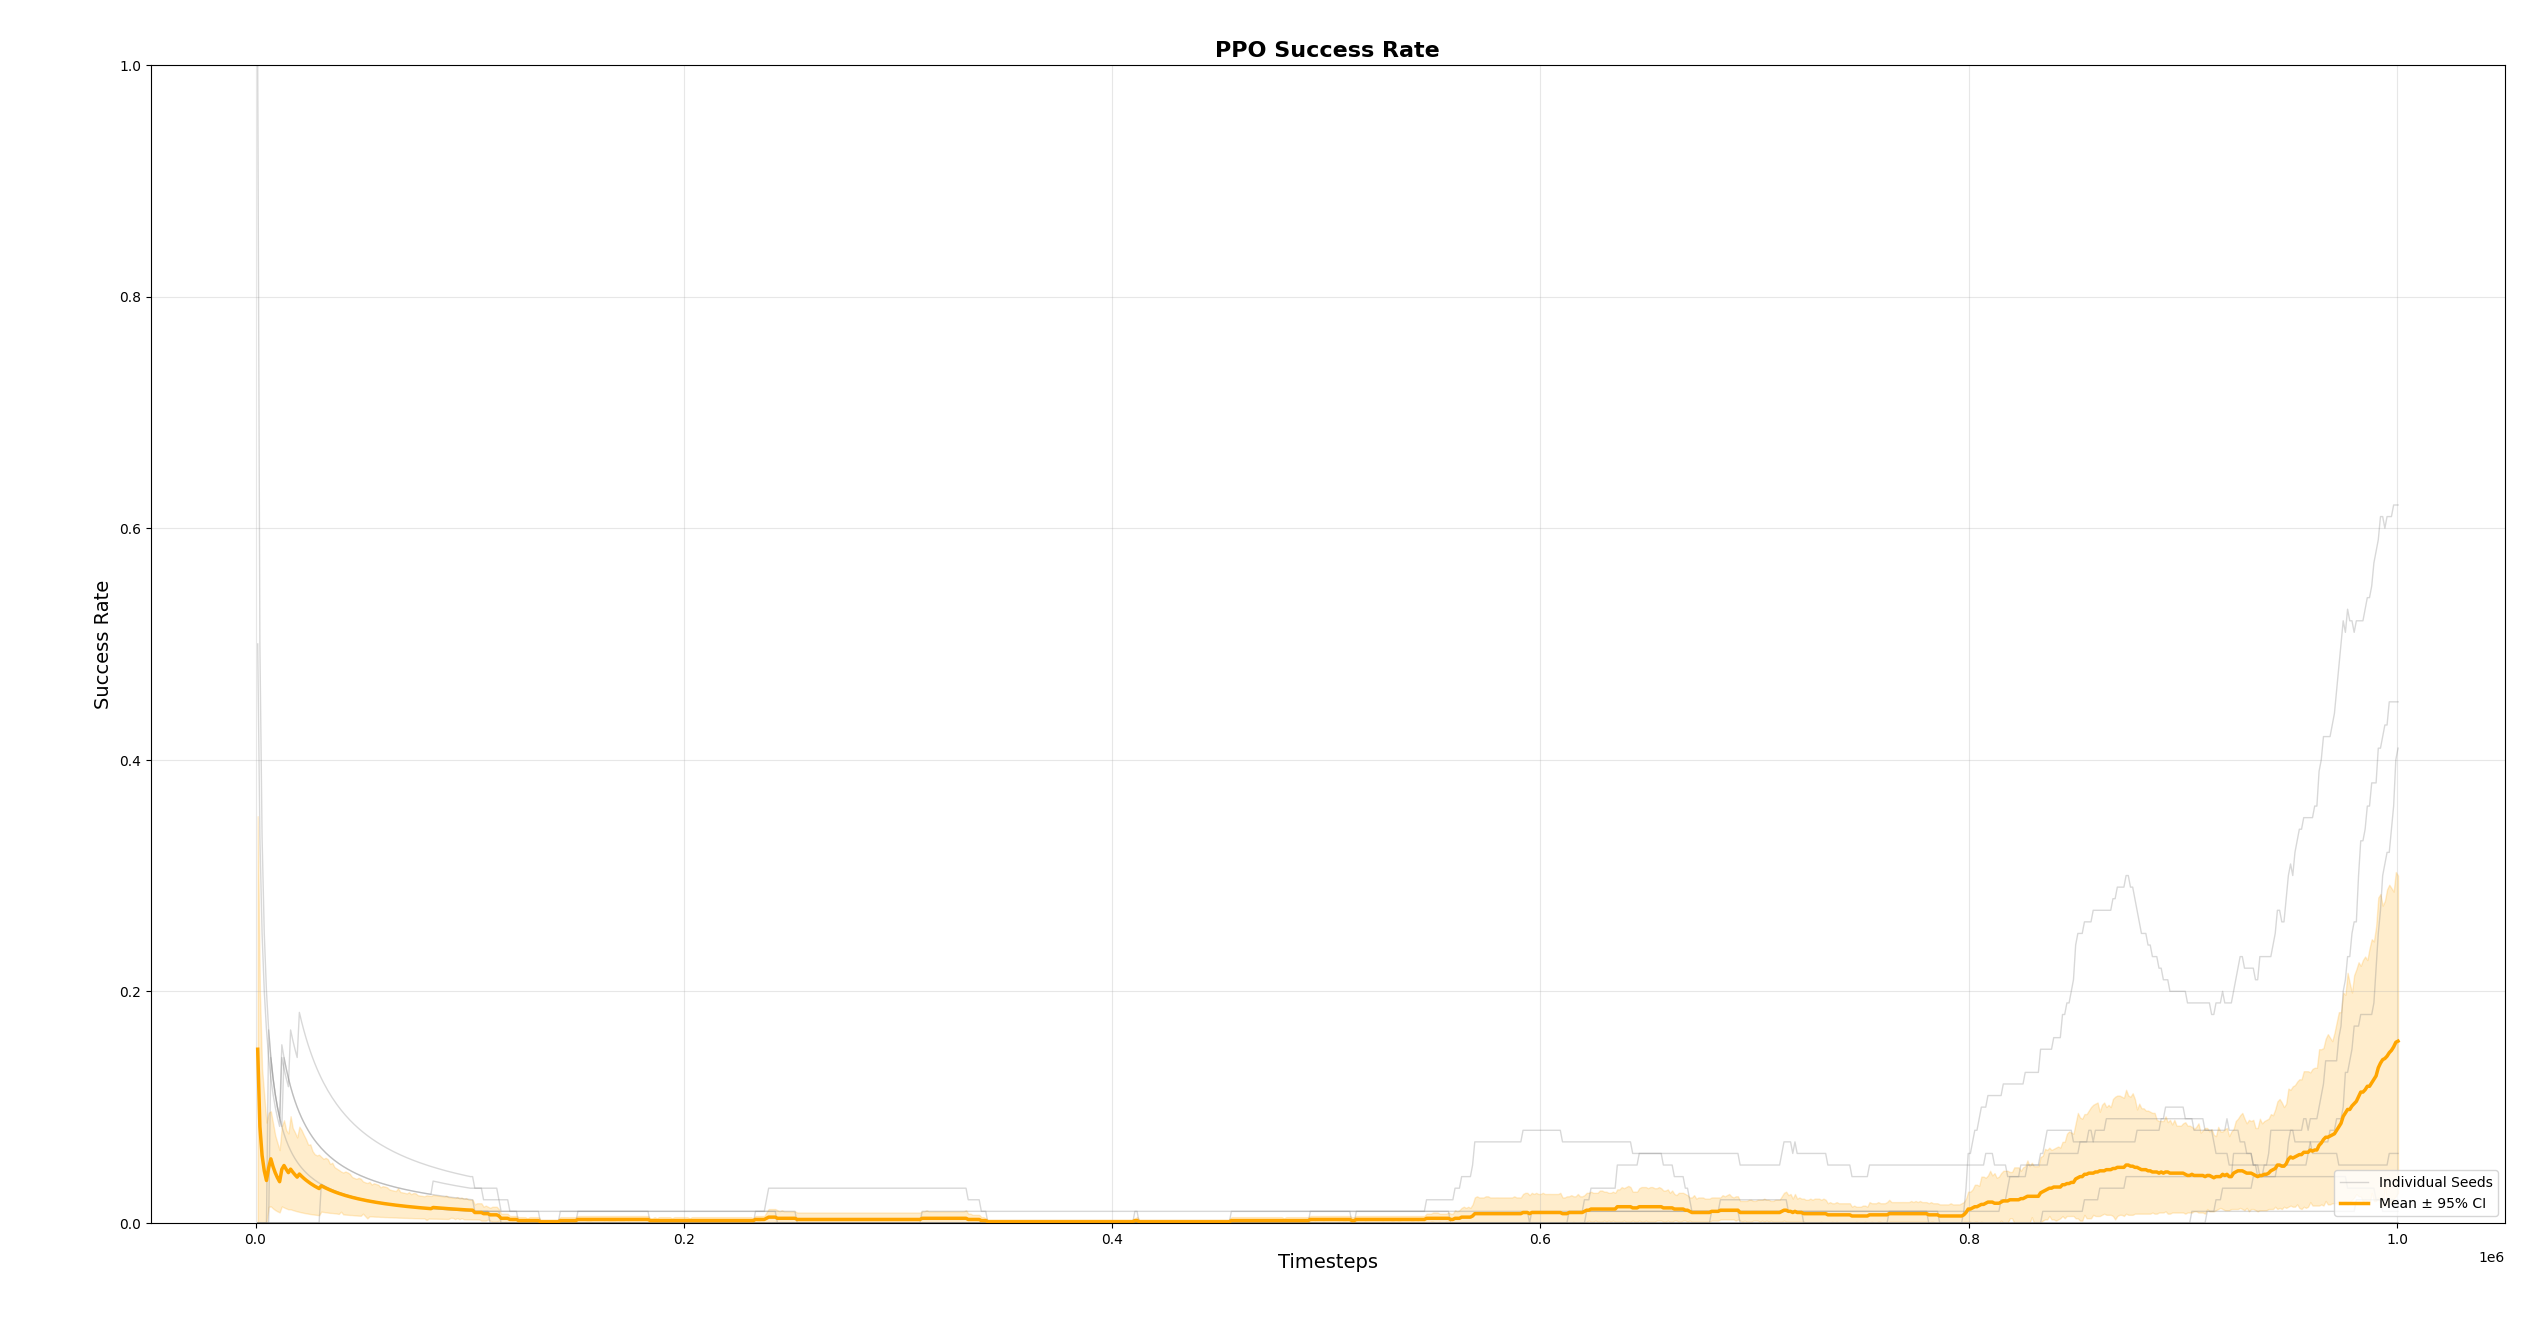 PPO Success Rate
1.0
0.8
0.6
0.4
0.2
0.0
Success Rate
0.0 0.2 0.4 0.6 0.8 1.0
1e6
Timesteps
Individual Seeds
Mean ± 95% CI